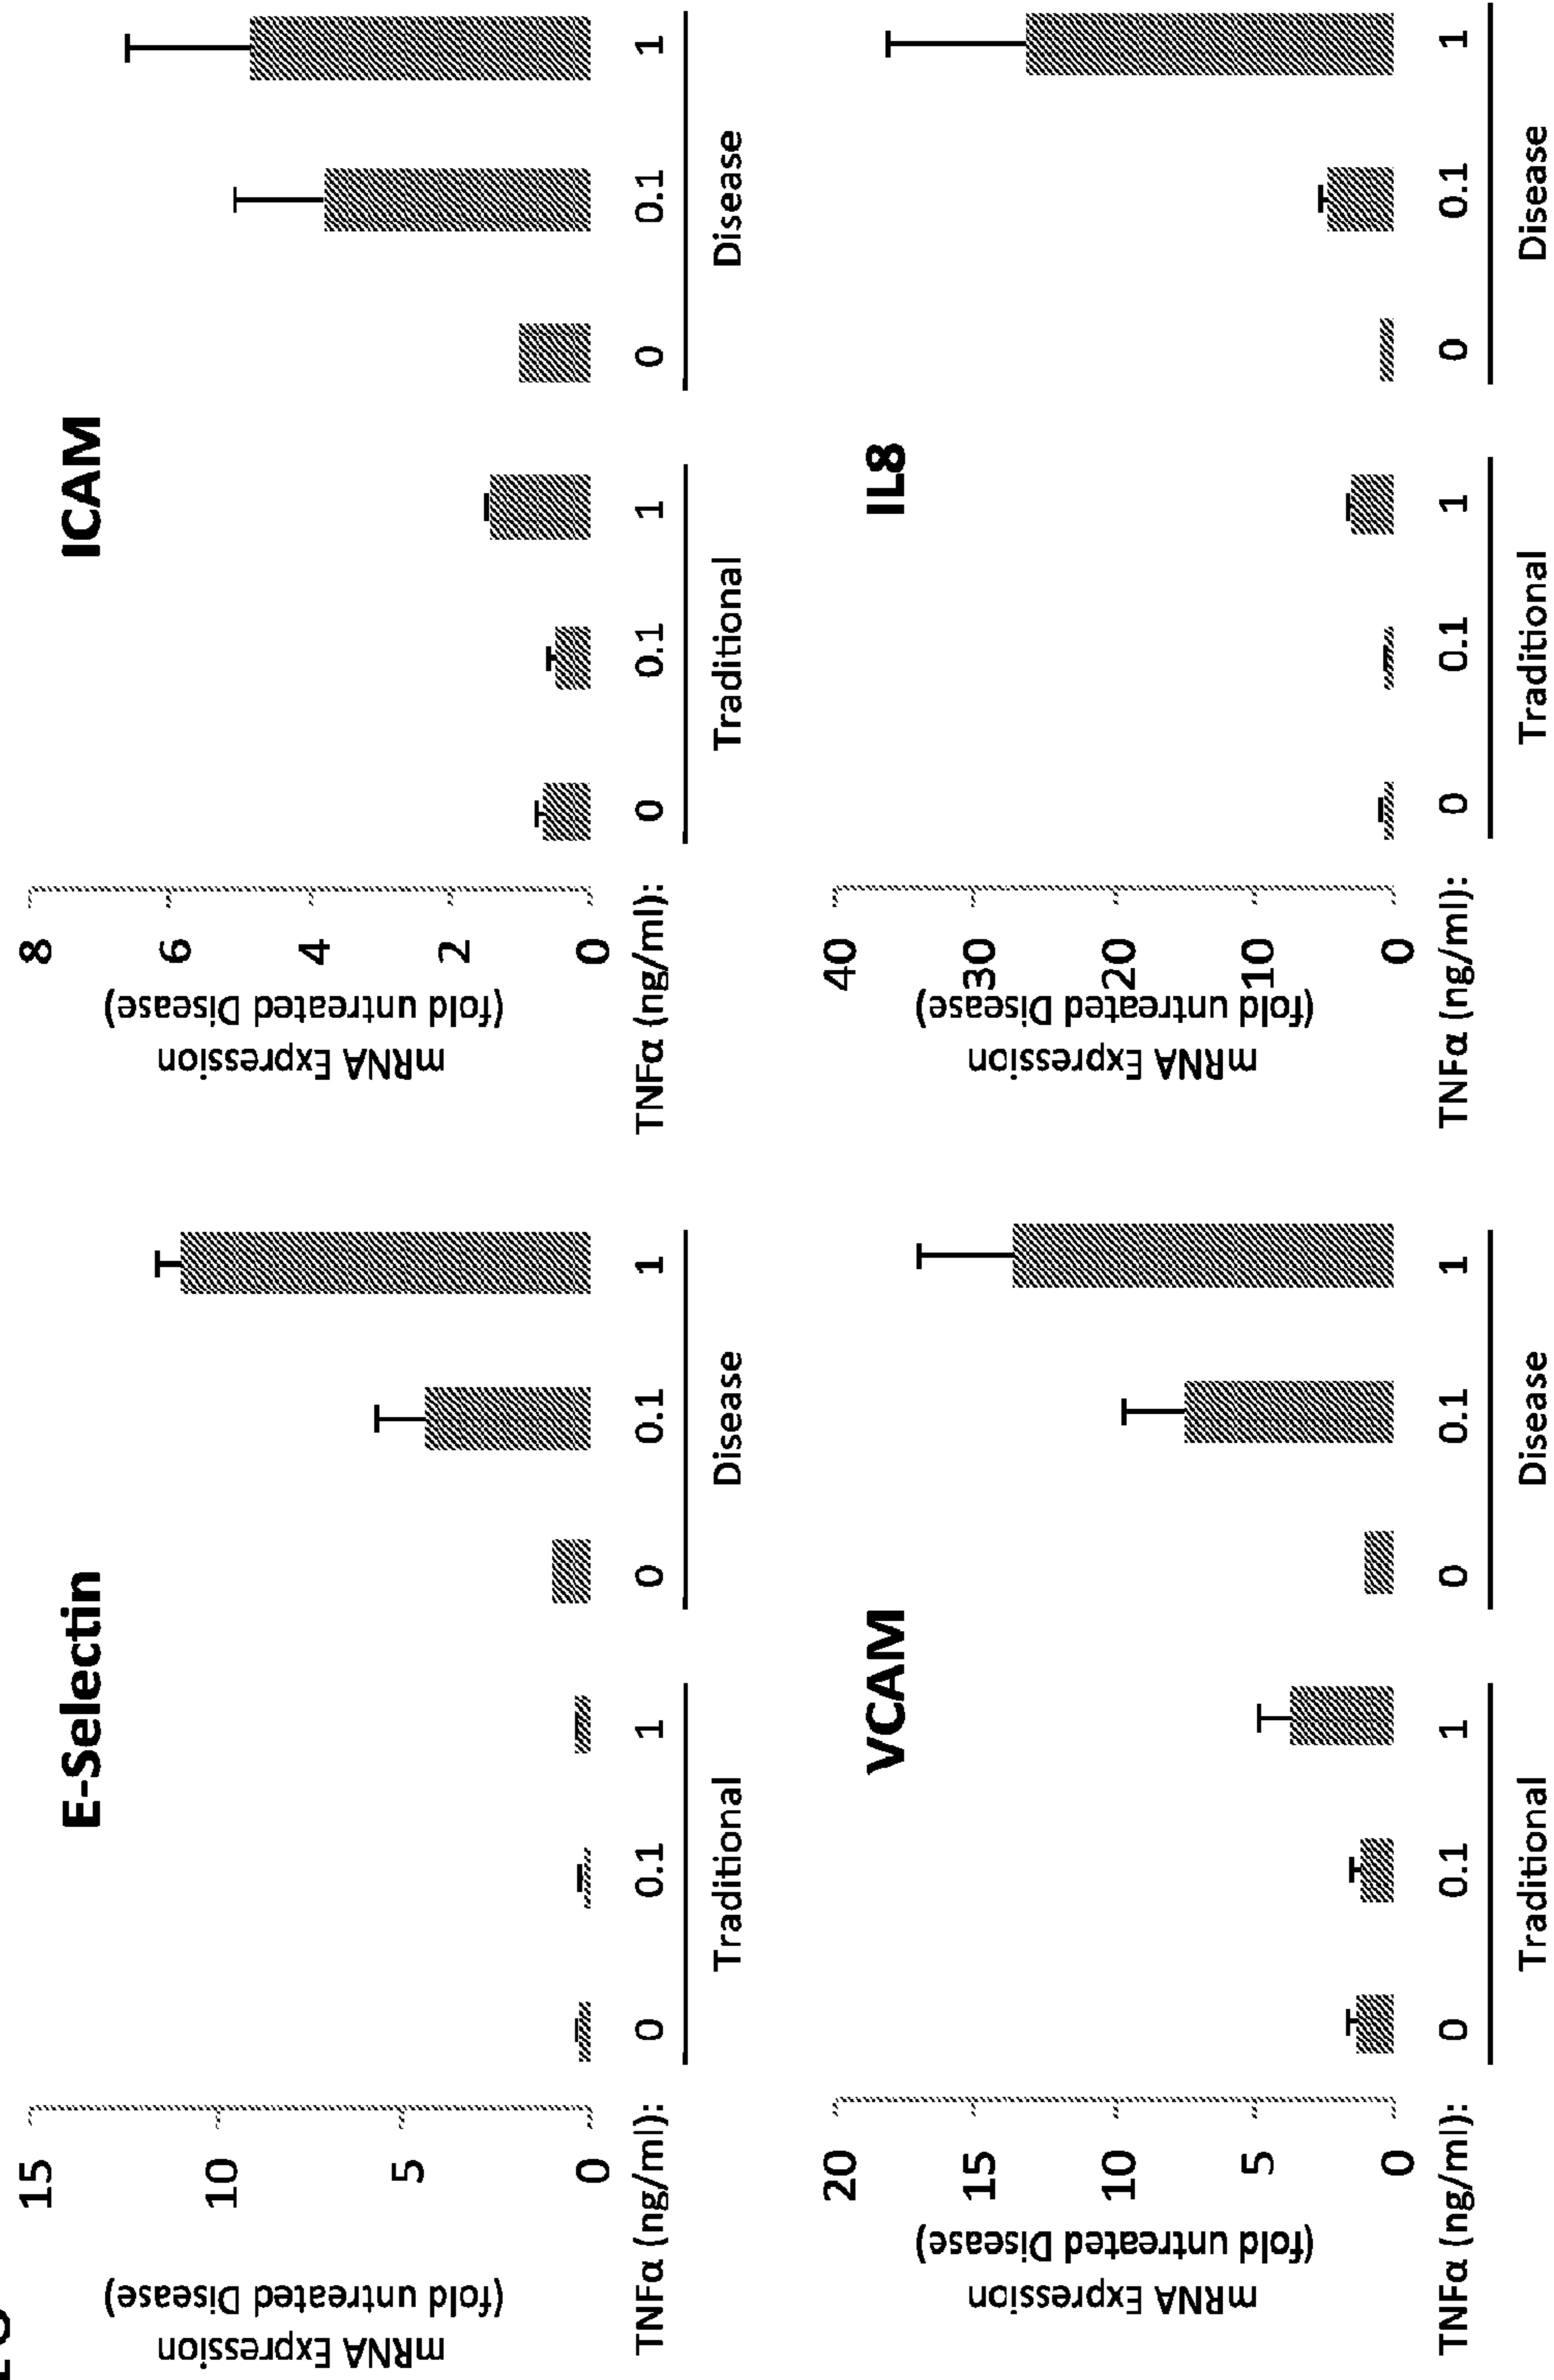 E-Selectin
mRNA Expression
(fold untreated Disease)
15
10
5
0
TNFα (ng/ml):
0
0.1
1
0
0.1
1
Traditional
Disease
ICAM
mRNA Expression
(fold untreated Disease)
8
6
4
2
0
TNFα (ng/ml):
0
0.1
1
0
0.1
1
Traditional
Disease
VCAM
mRNA Expression
(fold untreated Disease)
20
15
10
5
0
TNFα (ng/ml):
0
0.1
1
0
0.1
1
Traditional
Disease
IL8
mRNA Expression
(fold untreated Disease)
40
30
20
10
0
TNFα (ng/ml):
0
0.1
1
0
0.1
1
Traditional
Disease